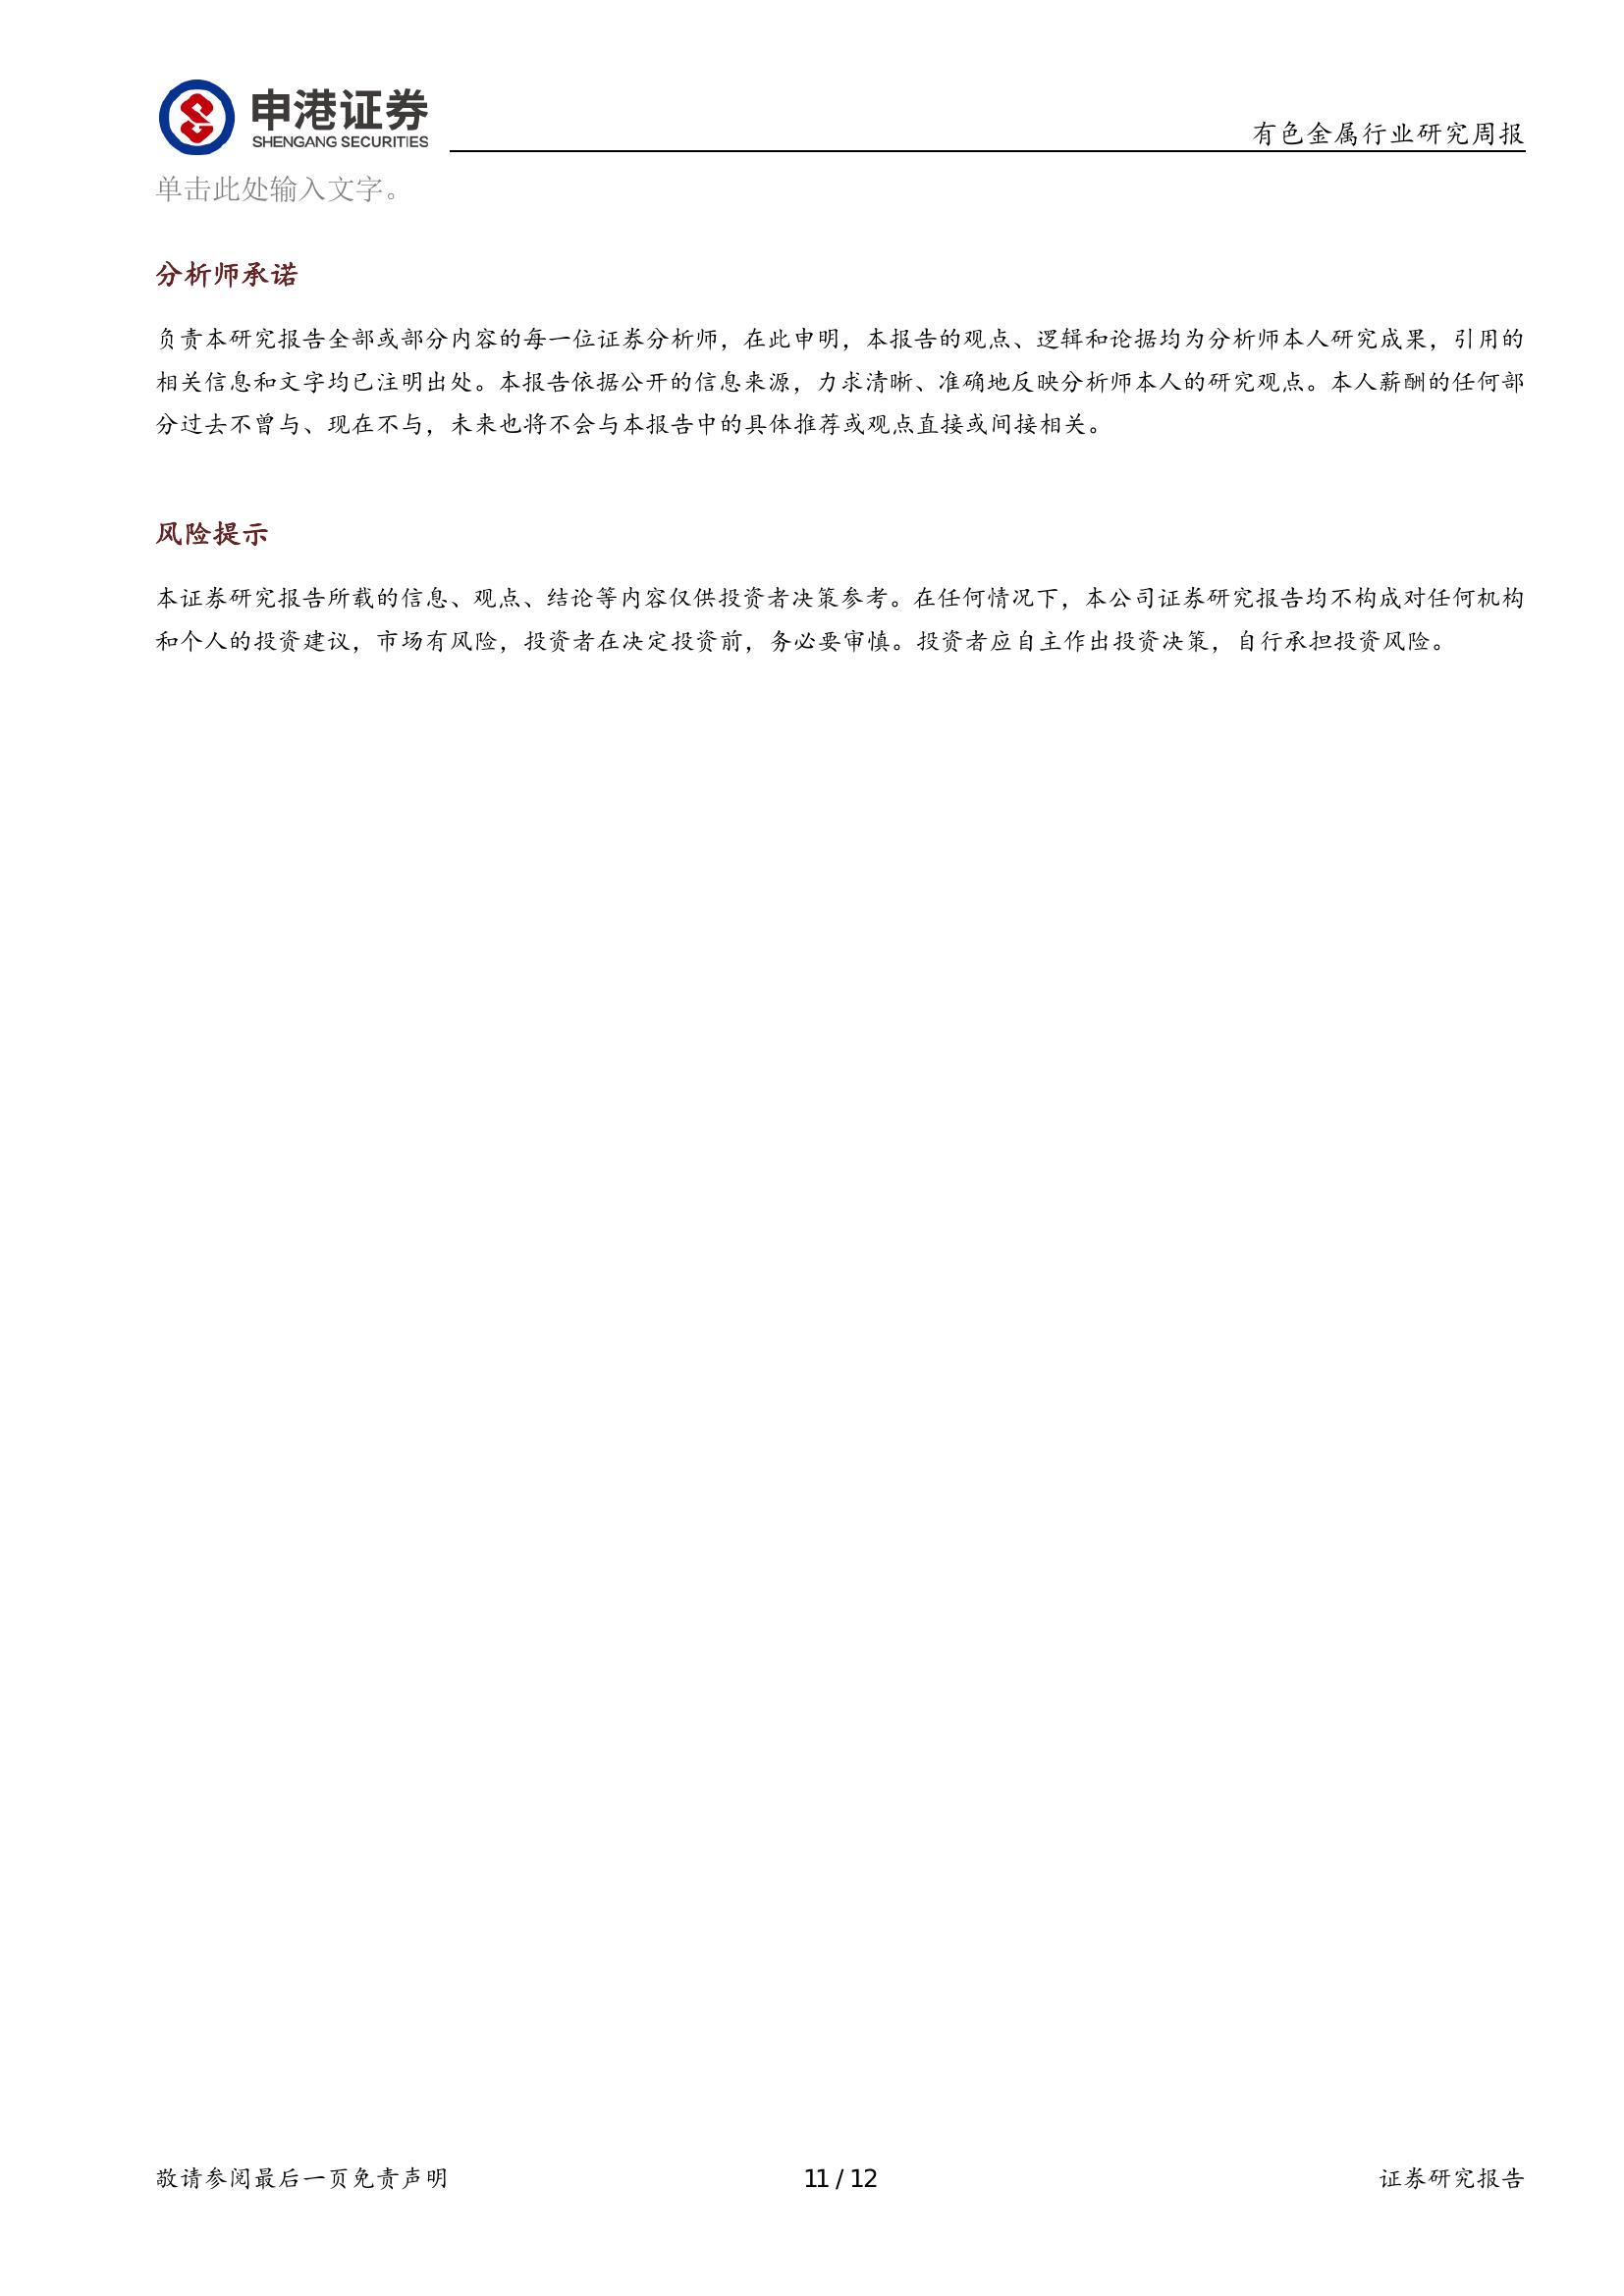 申港证券
SHENGANG SECURITIES
有色金属行业研究周报
单击此处输入文字。
分析师承诺
负责本研究报告全部或部分内容的每一位证券分析师，在此申明，本报告的观点、逻辑和论据均为分析师本人研究成果，引用的
相关信息和文字均已注明出处。本报告依据公开的信息来源，力求清晰、准确地反映分析师本人的研究观点。本人薪酬的任何部
分过去不曾与、现在不与，未来也将不会与本报告中的具体推荐或观点直接或间接相关。
风险提示
本证券研究报告所载的信息、观点、结论等内容仅供投资者决策参考。在任何情况下，本公司证券研究报告均不构成对任何机构
和个人的投资建议，市场有风险，投资者在决定投资前，务必要审慎。投资者应自主作出投资决策，自行承担投资风险。
敬请参阅最后一页免责声明
11 / 12
证券研究报告